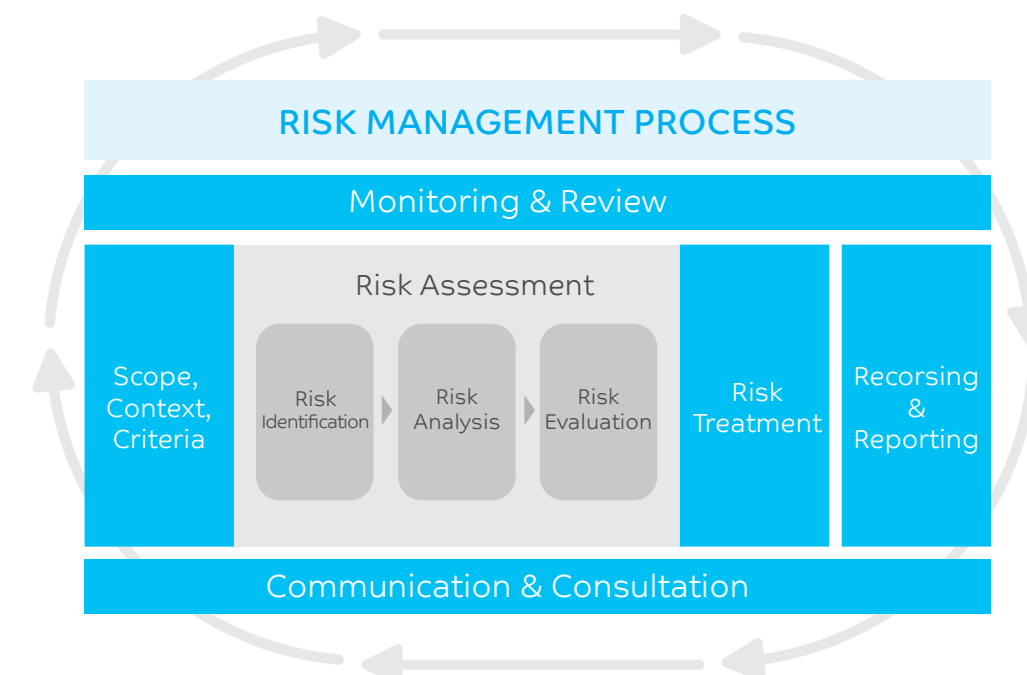 RISK MANAGEMENT PROCESS
Monitoring & Review
Scope,
Context,
Criteria
Risk Assessment
Risk
Identification
Risk
Analysis
Risk
Evaluation
Risk
Treatment
Recorsing
&
Reporting
Communication & Consultation